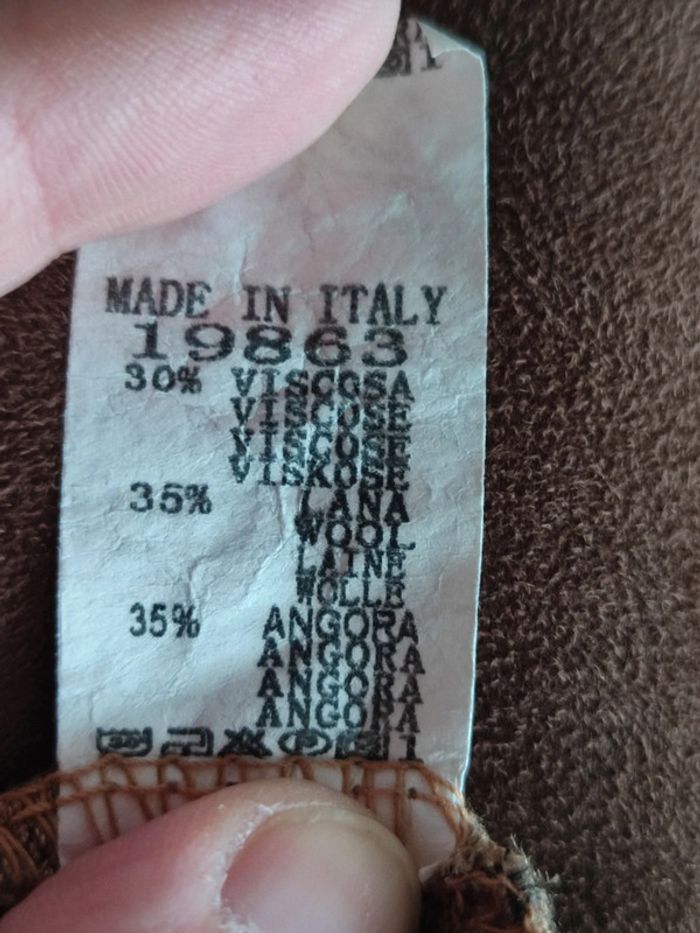 MADE IN ITALY
19863
30% VISCOSA
VISCOSE
VISCOSE
VISKOSE
35% LANA
WOOL
LAINE
WOLLE
35% ANGORA
ANGORA
ANGORA
ANGORA